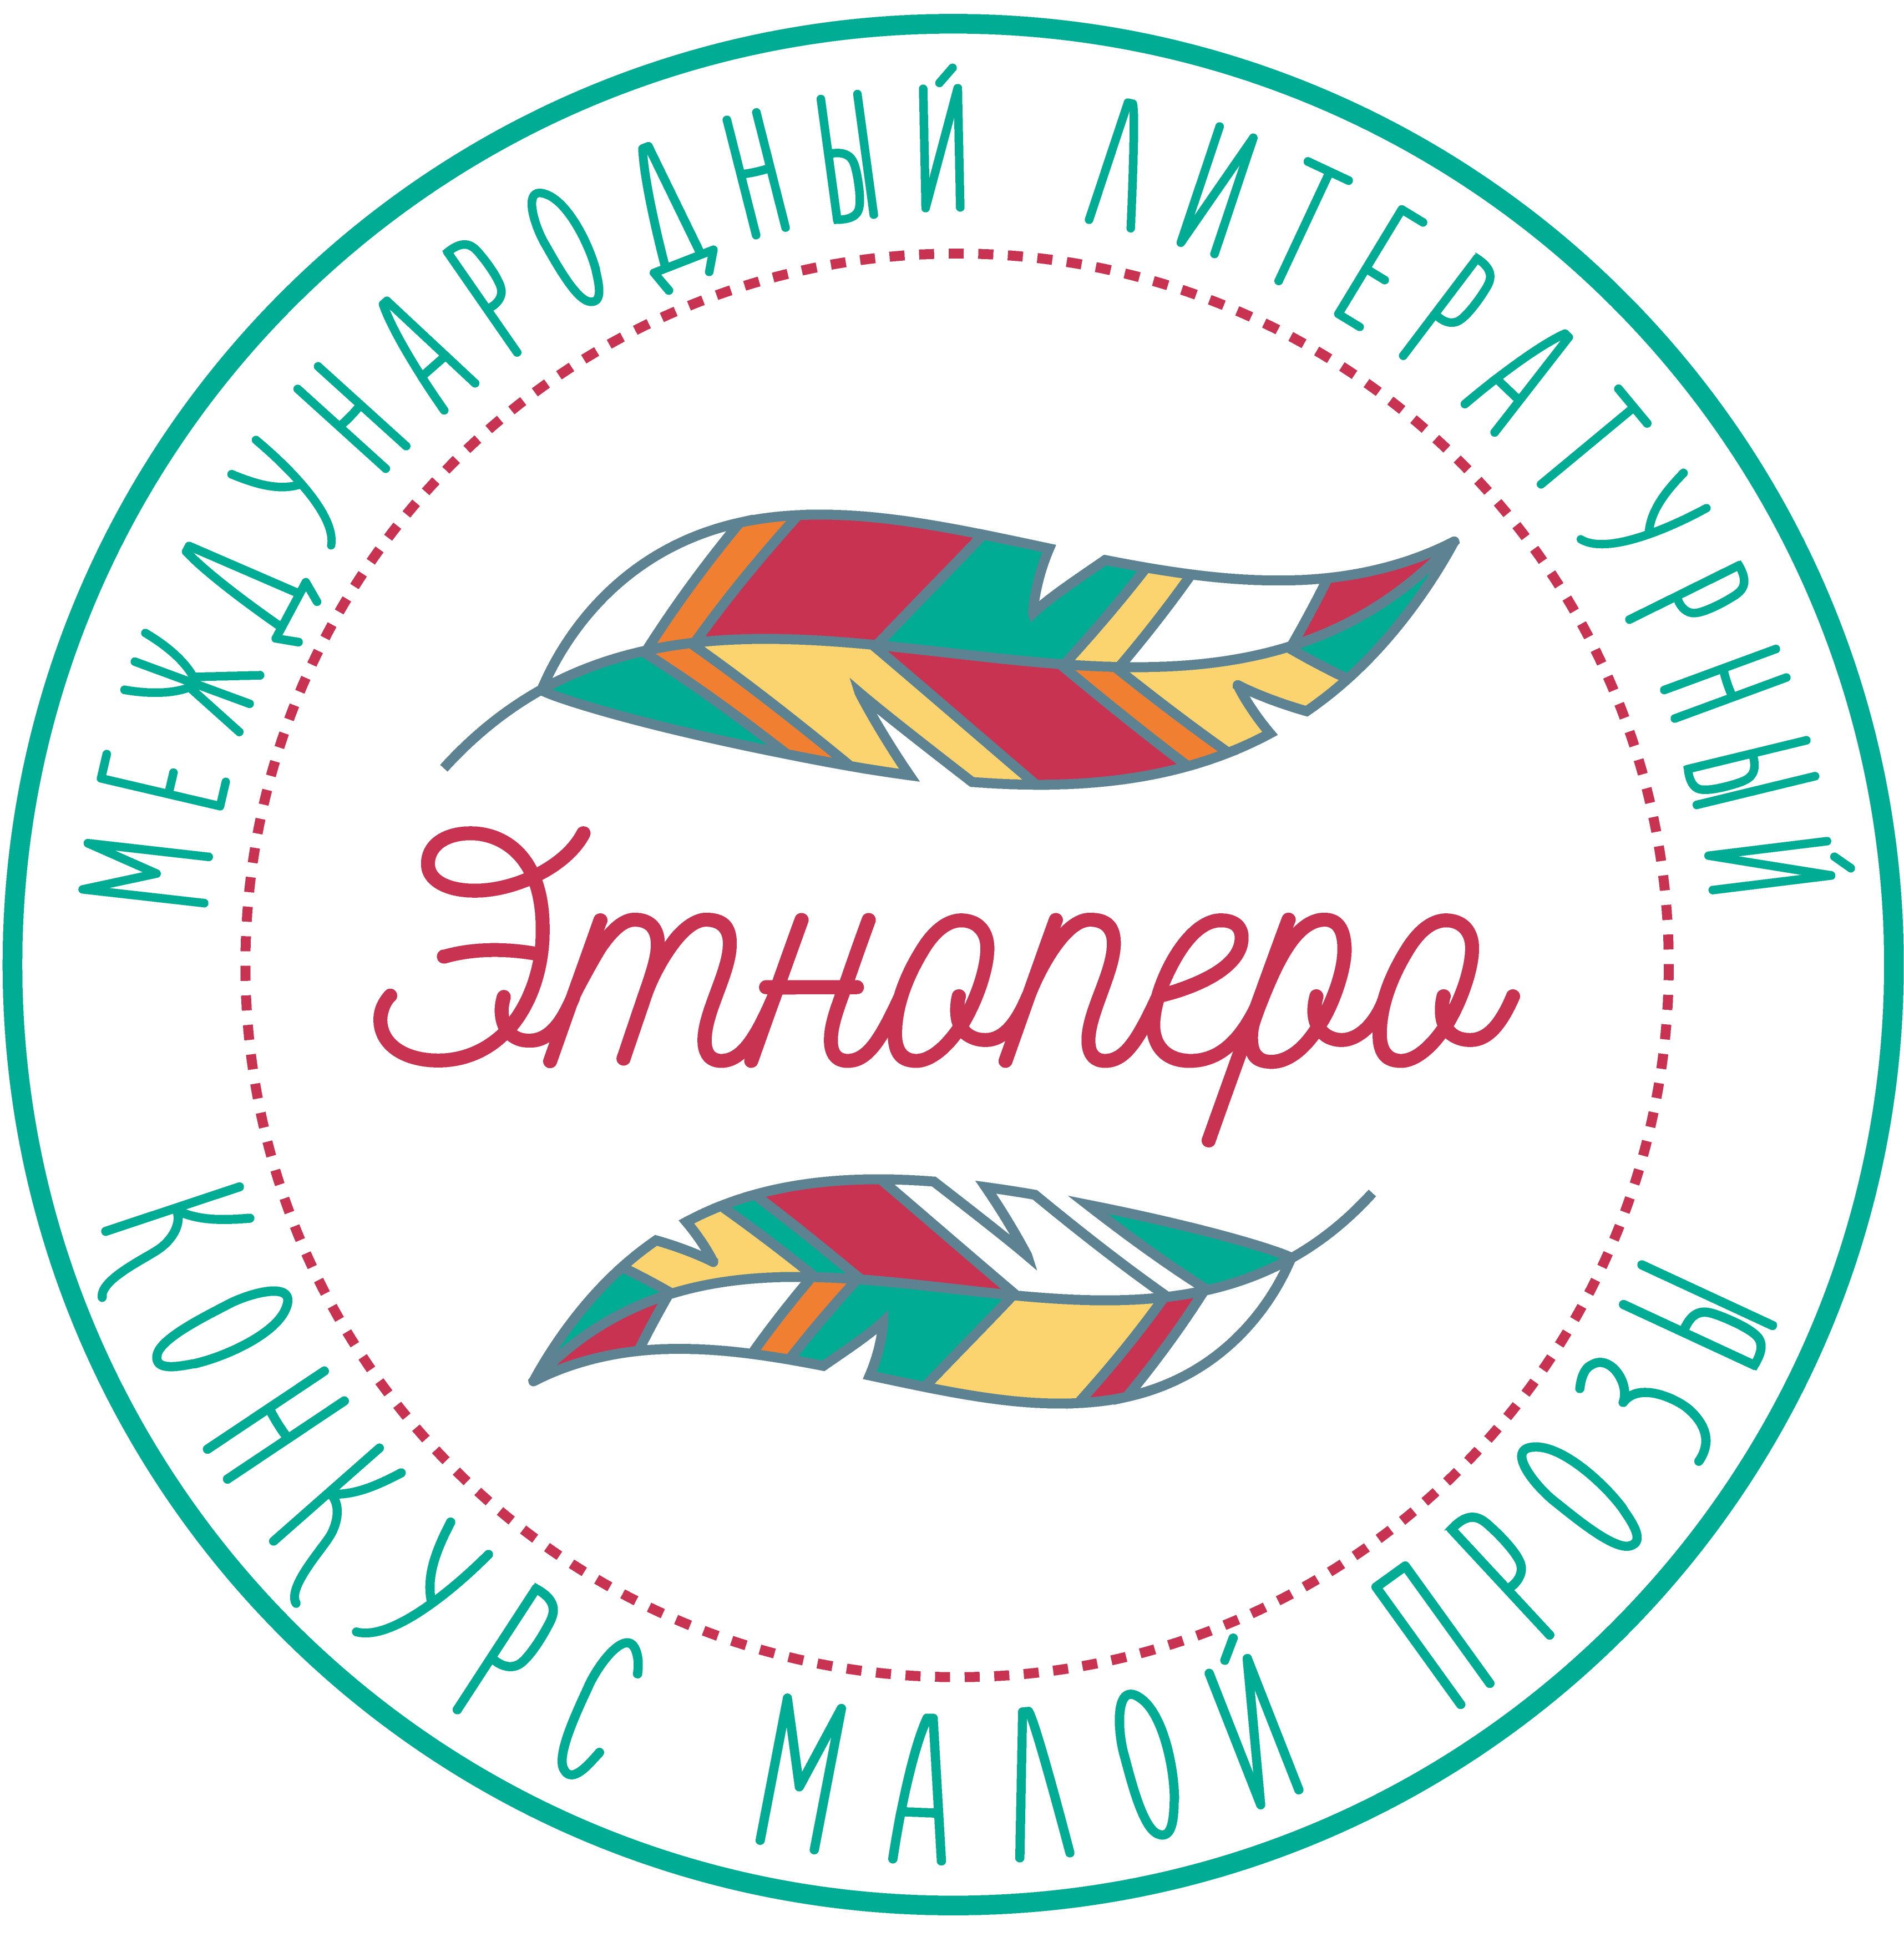 МЕЖДУНАРОДНЫЙ ЛИТЕРАТУРНЫЙ
Этноперо
КОНКУРС МАЛОЙ ПРОЗЫ